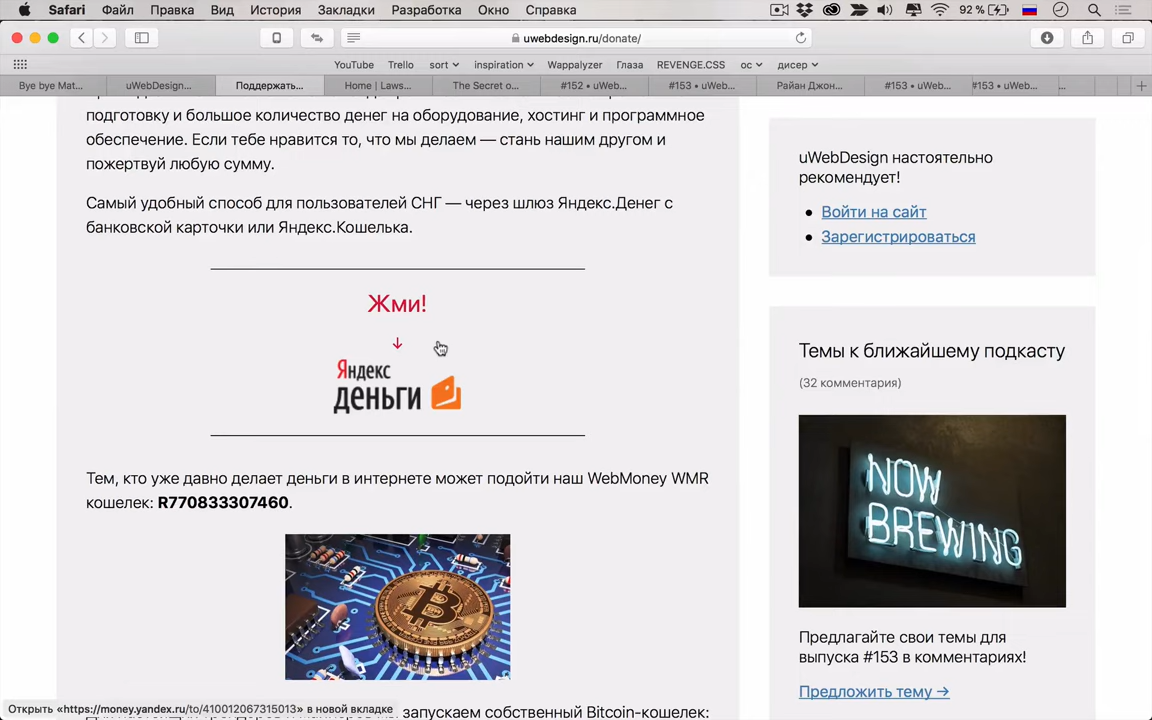 Safari Файл Правка Вид История Закладки Разработка Окно Справка 92 %
uwebdesign.ru/donate/
YouTube Trello sort inspiration Wappalyzer Глаза REVENGE.CSS ос дисер
Bye bye Mat... uWebDesign... Поддержать... Home | Laws... The Secret o... #152 • uWeb... #153 • uWeb... Райан Джон... #153 • uWeb... #153 • uWeb...
подготовку и большое количество денег на оборудование, хостинг и программное
обеспечение. Если тебе нравится то, что мы делаем — стань нашим другом и
пожертвуй любую сумму.
Самый удобный способ для пользователей СНГ — через шлюз Яндекс.Денег с
банковской карточки или Яндекс.Кошелька.
Жми!
↓
Яндекс
деньги
Тем, кто уже давно делает деньги в интернете может подойти наш WebMoney WMR
кошелек: R770833307460.
запускаем собственный Bitcoin-кошелек:
uWebDesign настоятельно
рекомендует!
• Войти на сайт
• Зарегистрироваться
Темы к ближайшему подкасту
(32 комментария)
NOW
BREWING
Предлагайте свои темы для
выпуска #153 в комментариях!
Предложить тему →
Открыть «https://money.yandex.ru/to/410012067315013» в новой вкладке